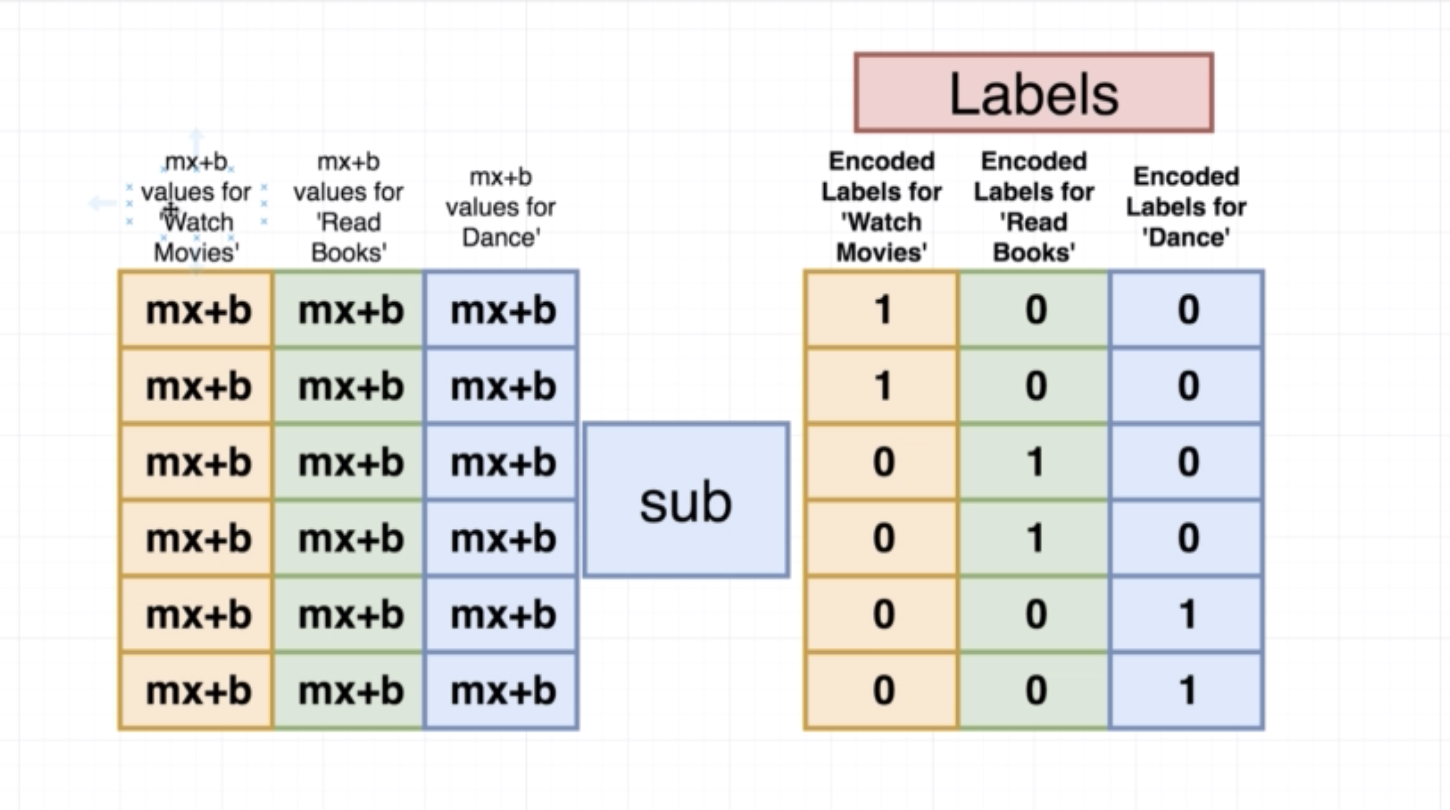 Labels
mx+b
values for
'Watch
Movies'
mx+b
values for
'Read
Books'
mx+b
values for
Dance'
Encoded
Labels for
'Watch
Movies'
Encoded
Labels for
'Read
Books'
Encoded
Labels for
'Dance'
mx+b mx+b mx+b 1 0 0
mx+b mx+b mx+b 1 0 0
mx+b mx+b mx+b 0 1 0
sub
mx+b mx+b mx+b 0 1 0
mx+b mx+b mx+b 0 0 1
mx+b mx+b mx+b 0 0 1